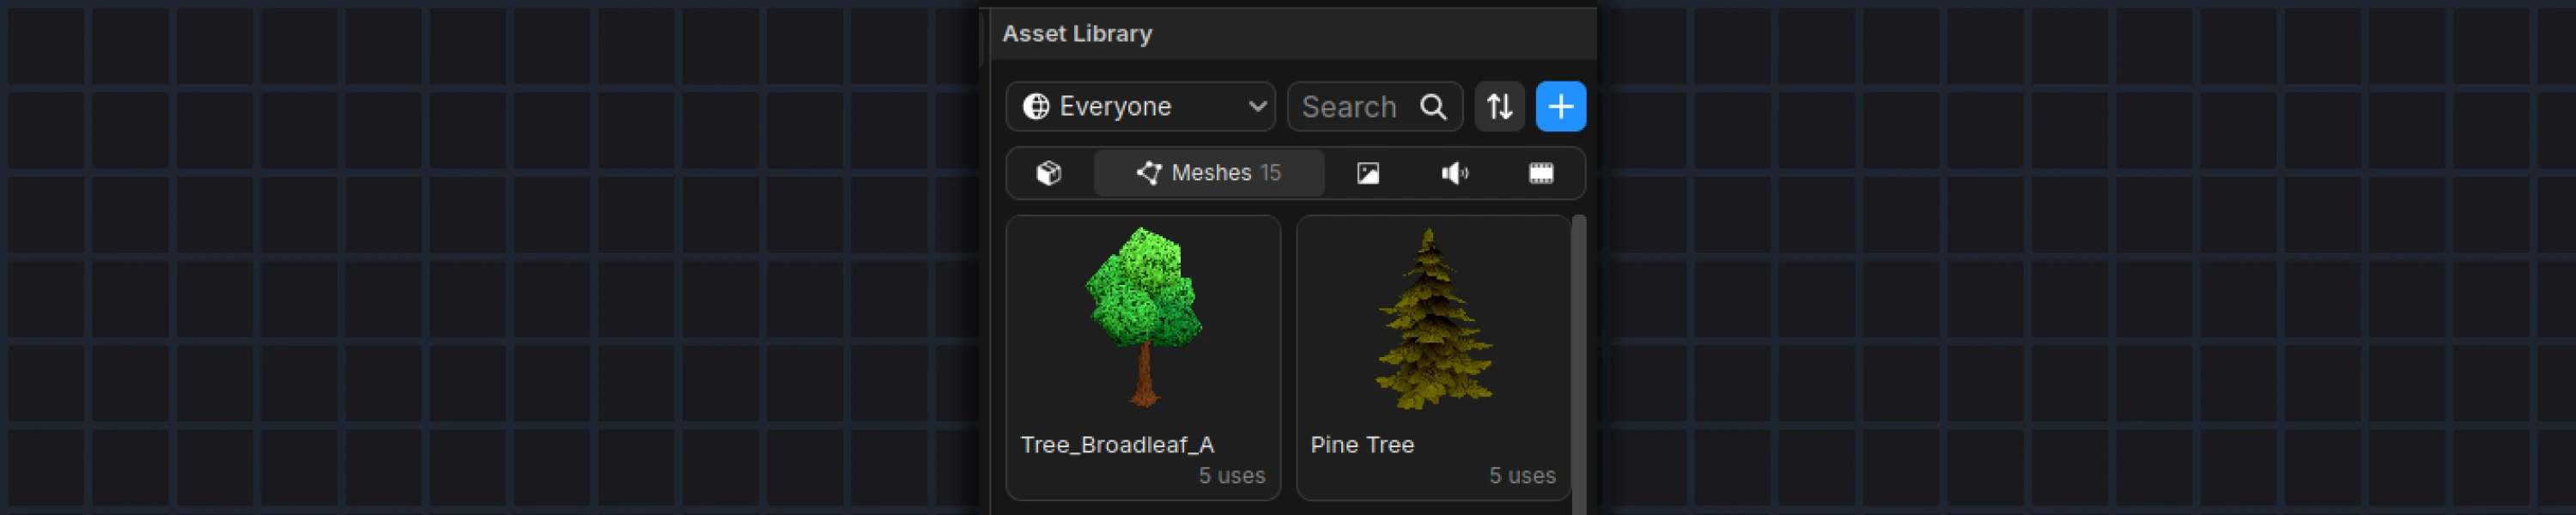 Asset Library
Everyone
Search
Meshes 15
Tree_Broadleaf_A
5 uses
Pine Tree
5 uses